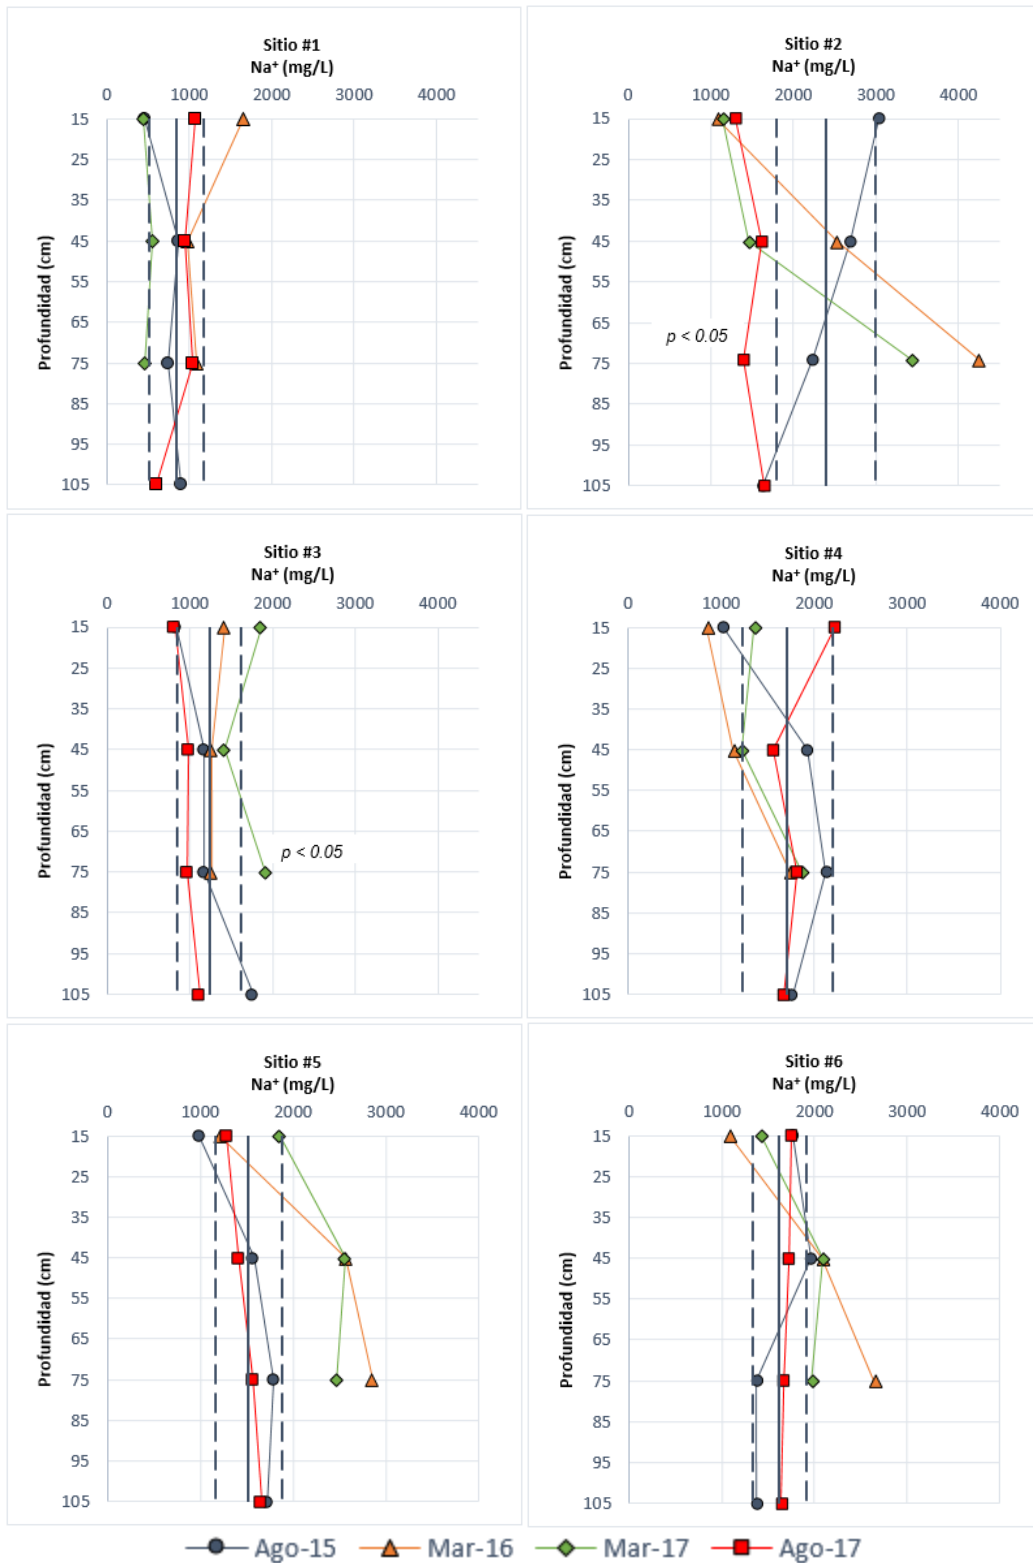 Sitio #1
Na⁺ (mg/L)
0 1000 2000 3000 4000
15
25
35
45
55
65
75
85
95
105
Profundidad (cm)
Sitio #2
Na⁺ (mg/L)
0 1000 2000 3000 4000
15
25
35
45
55
65
75
85
95
105
Profundidad (cm)
p < 0.05
Sitio #3
Na⁺ (mg/L)
0 1000 2000 3000 4000
15
25
35
45
55
65
75
85
95
105
Profundidad (cm)
p < 0.05
Sitio #4
Na⁺ (mg/L)
0 1000 2000 3000 4000
15
25
35
45
55
65
75
85
95
105
Profundidad (cm)
Sitio #5
Na⁺ (mg/L)
0 1000 2000 3000 4000
15
25
35
45
55
65
75
85
95
105
Profundidad (cm)
Sitio #6
Na⁺ (mg/L)
0 1000 2000 3000 4000
15
25
35
45
55
65
75
85
95
105
Profundidad (cm)
Ago-15 Mar-16 Mar-17 Ago-17